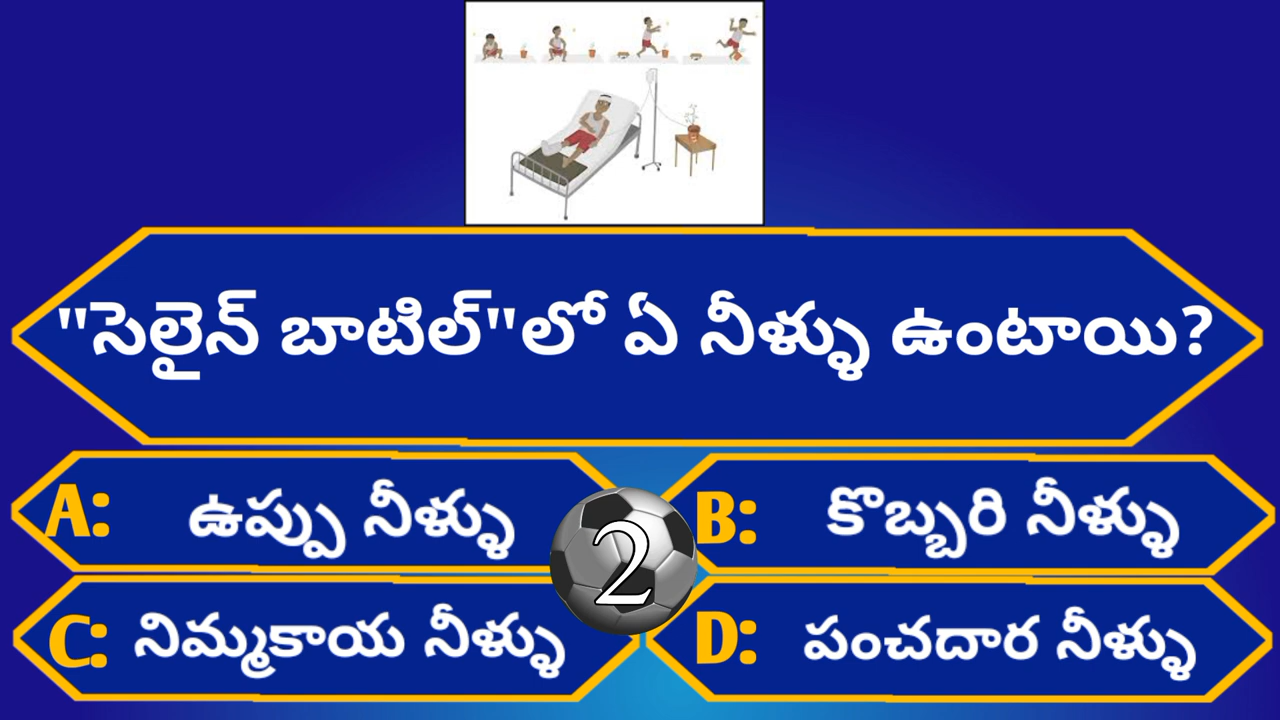 "సెలైన్ బాటిల్"లో ఏ నీళ్ళు ఉంటాయి?
A: ఉప్పు నీళ్ళు
B: కొబ్బరి నీళ్ళు
2
C: నిమ్మకాయ నీళ్ళు
D: పంచదార నీళ్ళు